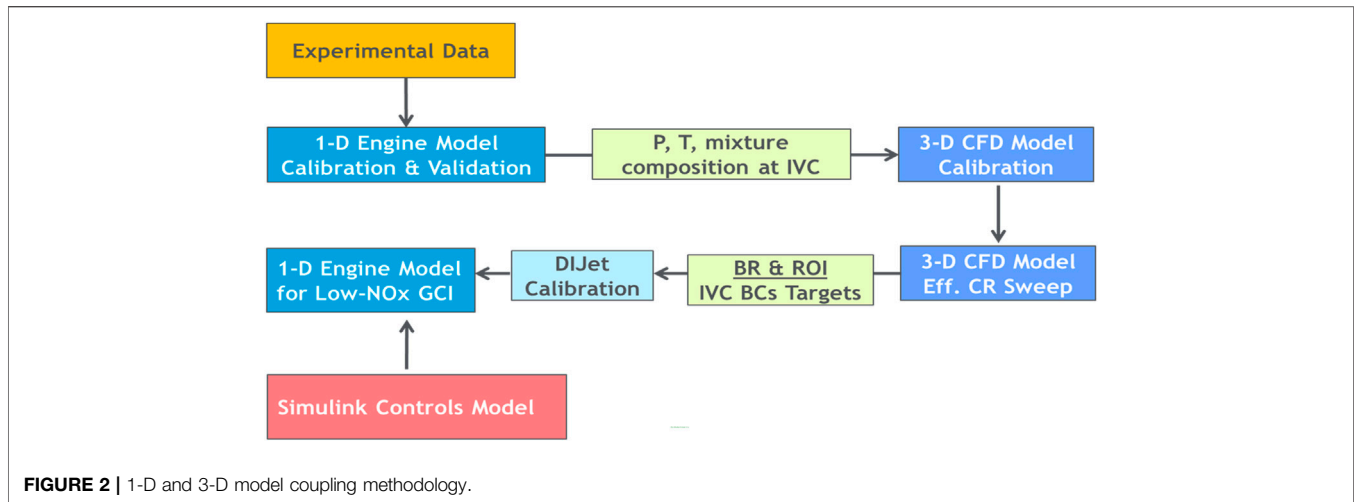 Experimental Data
1-D Engine Model
Calibration & Validation
P, T, mixture
composition at IVC
3-D CFD Model
Calibration
1-D Engine Model
for Low-NOx GCI
DIJet
Calibration
BR & ROI
IVC BCs Targets
3-D CFD Model
Eff. CR Sweep
Simulink Controls Model
FIGURE 2 | 1-D and 3-D model coupling methodology.